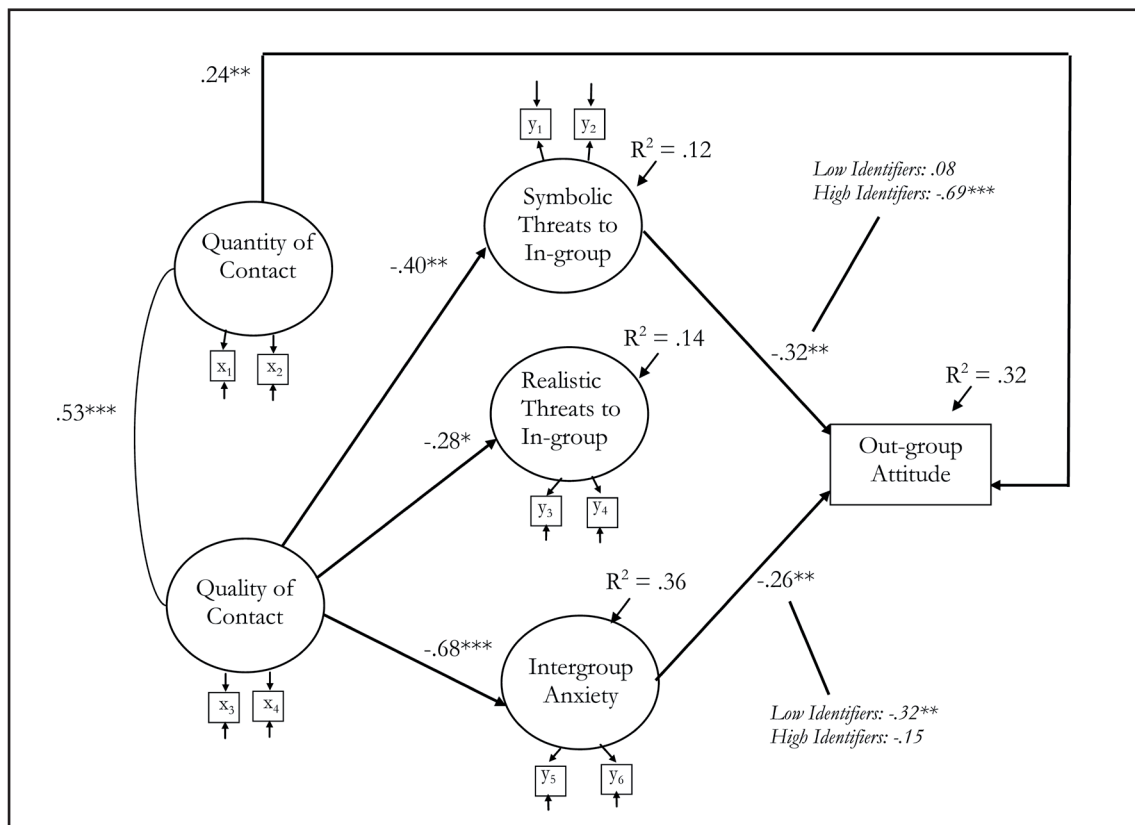 .24**
y₁
y₂
R² = .12
Low Identifiers: .08
High Identifiers: -.69***
Symbolic
Threats to
In-group
Quantity of
Contact
-.40**
x₁
x₂
R² = .14
-.32**
Realistic
Threats to
In-group
R² = .32
.53***
-.28*
Out-group
Attitude
y₃
y₄
Quality of
Contact
R² = .36
-.26**
-.68***
Intergroup
Anxiety
x₃
x₄
Low Identifiers: -.32**
High Identifiers: -.15
y₅
y₆